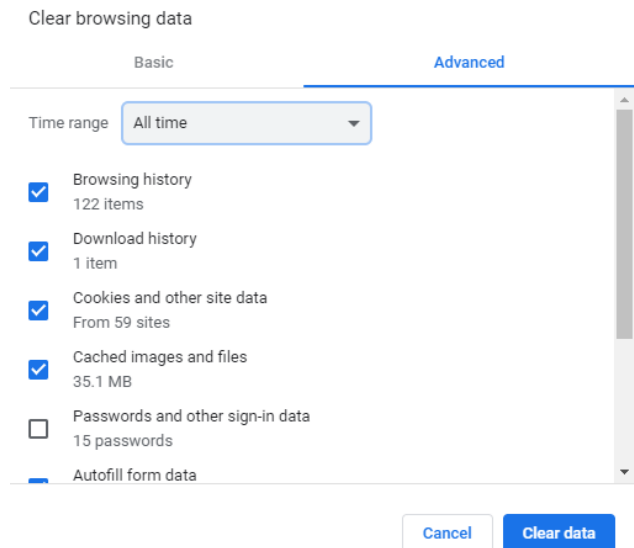 Clear browsing data
Basic
Advanced
Time range
All time
Browsing history
122 items
Download history
1 item
Cookies and other site data
From 59 sites
Cached images and files
35.1 MB
Passwords and other sign-in data
15 passwords
Autofill form data
Cancel
Clear data